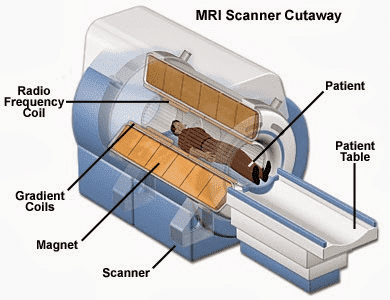 MRI Scanner Cutaway
Radio
Frequency
Coil
Patient
Patient
Table
Gradient
Coils
Magnet
Scanner